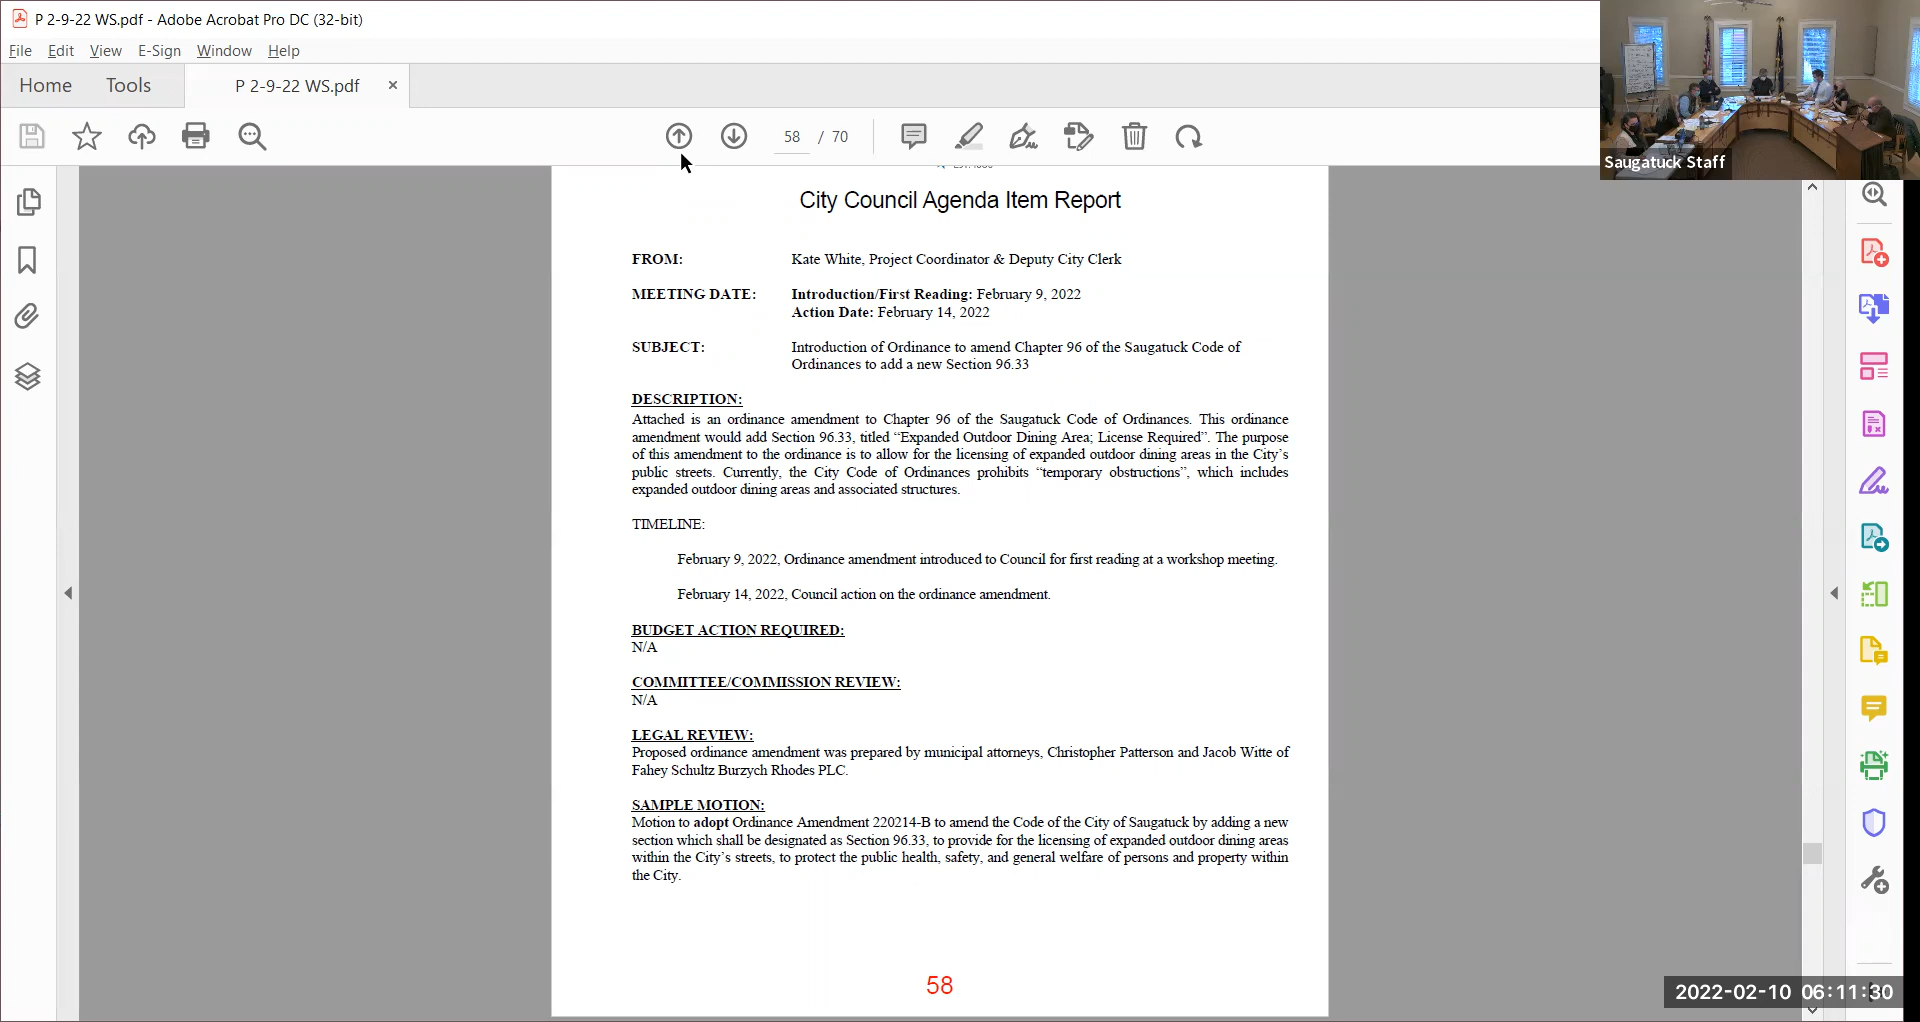 P 2-9-22 WS.pdf - Adobe Acrobat Pro DC (32-bit)
File Edit View E-Sign Window Help
Home Tools P 2-9-22 WS.pdf ×
58 / 70
Saugatuck Staff
City Council Agenda Item Report
FROM: Kate White, Project Coordinator & Deputy City Clerk
MEETING DATE: Introduction/First Reading: February 9, 2022
Action Date: February 14, 2022
SUBJECT: Introduction of Ordinance to amend Chapter 96 of the Saugatuck Code of
Ordinances to add a new Section 96.33
DESCRIPTION:
Attached is an ordinance amendment to Chapter 96 of the Saugatuck Code of Ordinances. This ordinance
amendment would add Section 96.33, titled “Expanded Outdoor Dining Area; License Required”. The purpose
of this amendment to the ordinance is to allow for the licensing of expanded outdoor dining areas in the City’s
public streets. Currently, the City Code of Ordinances prohibits “temporary obstructions”, which includes
expanded outdoor dining areas and associated structures.
TIMELINE:
February 9, 2022, Ordinance amendment introduced to Council for first reading at a workshop meeting.
February 14, 2022, Council action on the ordinance amendment.
BUDGET ACTION REQUIRED:
N/A
COMMITTEE/COMMISSION REVIEW:
N/A
LEGAL REVIEW:
Proposed ordinance amendment was prepared by municipal attorneys, Christopher Patterson and Jacob Witte of
Fahey Schultz Burzych Rhodes PLC.
SAMPLE MOTION:
Motion to adopt Ordinance Amendment 220214-B to amend the Code of the City of Saugatuck by adding a new
section which shall be designated as Section 96.33, to provide for the licensing of expanded outdoor dining areas
within the City’s streets, to protect the public health, safety, and general welfare of persons and property within
the City.
58
2022-02-10 06:11:30